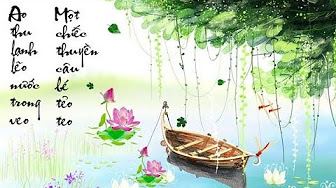 Ao thu lạnh lẽo nước trong veo
Một chiếc thuyền câu bé tẻo teo